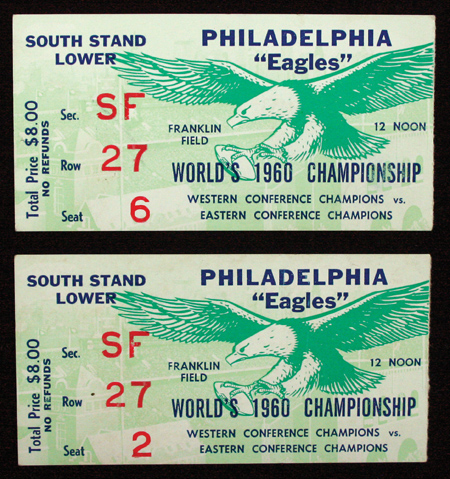 SOUTH STAND
LOWER
PHILADELPHIA
"Eagles"
Total Price $8.00
NO REFUNDS
Sec. SF
Row 27
Seat 6
FRANKLIN
FIELD
12 NOON
WORLD'S 1960 CHAMPIONSHIP
WESTERN CONFERENCE CHAMPIONS vs.
EASTERN CONFERENCE CHAMPIONS
SOUTH STAND
LOWER
PHILADELPHIA
"Eagles"
Total Price $8.00
NO REFUNDS
Sec. SF
Row 27
Seat 2
FRANKLIN
FIELD
12 NOON
WORLD'S 1960 CHAMPIONSHIP
WESTERN CONFERENCE CHAMPIONS vs.
EASTERN CONFERENCE CHAMPIONS